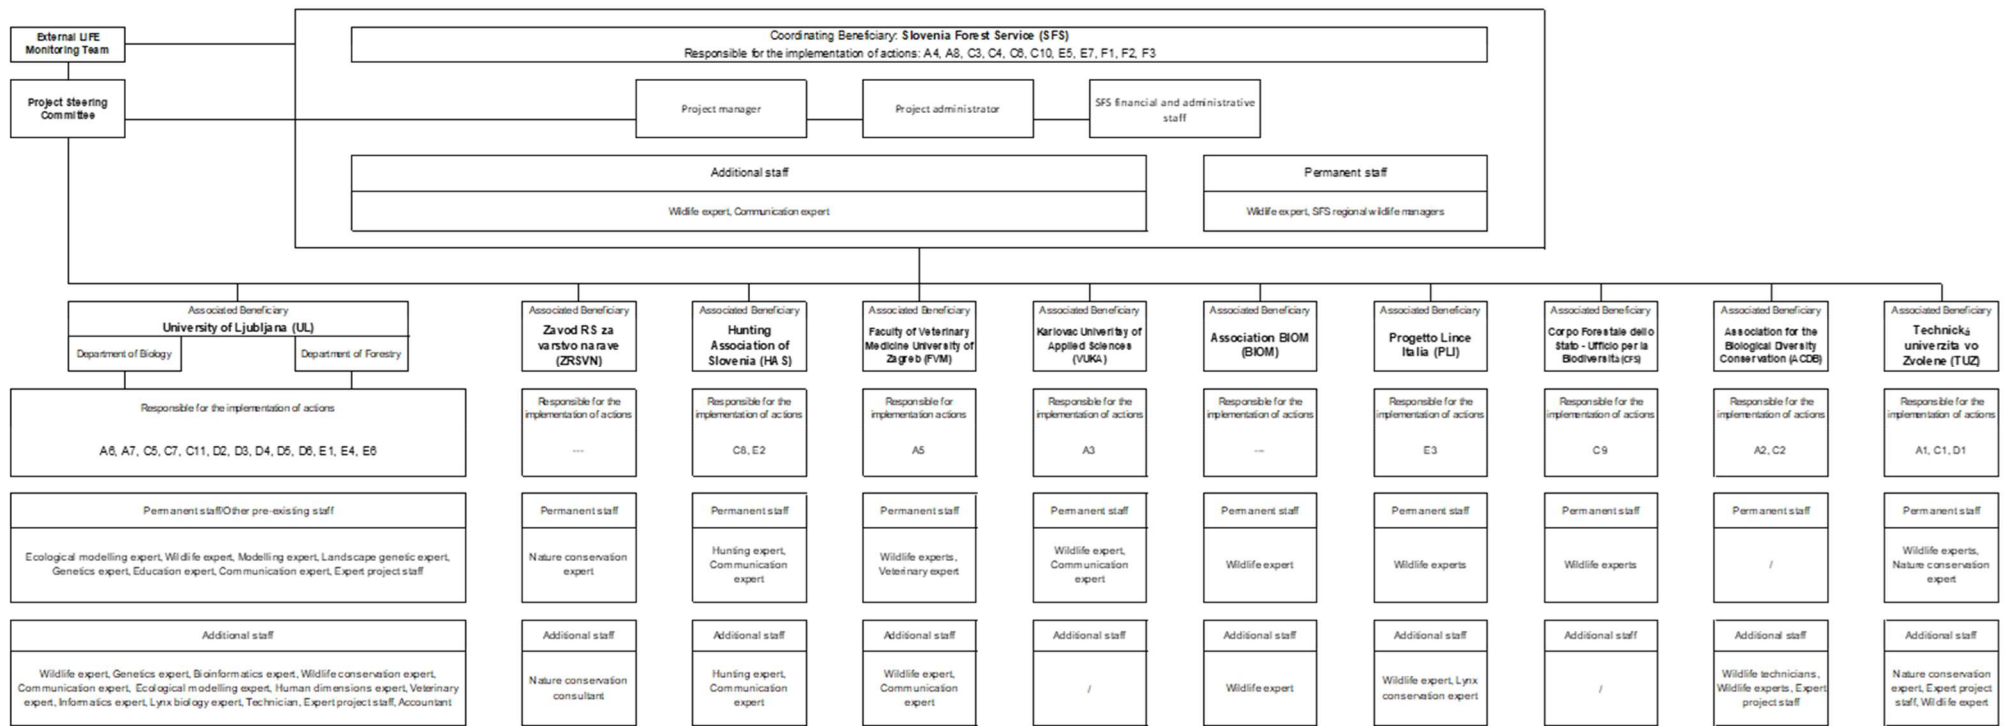 External LIFE
Monitoring Team
Coordinating Beneficiary: Slovenia Forest Service (SFS)
Responsible for the implementation of actions: A4, A8, C3, C4, C6, C10, E5, E7, F1, F2, F3
Project Steering
Committee
Project manager
Project administrator
SFS financial and administrative
staff
Additional staff
Wildlife expert, Communication expert
Permanent staff
Wildlife expert, SFS regional wildlife managers
Associated Beneficiary
University of Ljubljana (UL)
Department of Biology
Department of Forestry
Responsible for the implementation of actions
A6, A7, C5, C7, C11, D2, D3, D4, D5, D6, E1, E4, E6
Permanent staff/Other pre-existing staff
Ecological modelling expert, Wildlife expert, Modelling expert, Landscape genetic expert,
Genetics expert, Education expert, Communication expert, Expert project staff
Additional staff
Wildlife expert, Genetics expert, Bioinformatics expert, Wildlife conservation expert,
Communication expert, Ecological modelling expert, Human dimensions expert, Veterinary
expert, Informatics expert, Lynx biology expert, Technician, Expert project staff, Accountant
Associated Beneficiary
Zavod RS za
varstvo narave
(ZRSVN)
Responsible for the
implementation of actions
---
Permanent staff
Nature conservation
expert
Additional staff
Nature conservation
consultant
Associated Beneficiary
Hunting
Association of
Slovenia (HAS)
Responsible for the
implementation of actions
C8, E2
Permanent staff
Hunting expert,
Communication
expert
Additional staff
Hunting expert,
Communication
expert
Associated Beneficiary
Faculty of Veterinary
Medicine University of
Zagreb (FVM)
Responsible for
implementation of actions
A5
Permanent staff
Wildlife experts,
Veterinary expert
Additional staff
Wildlife expert,
Communication
expert
Associated Beneficiary
Karlovac Univeritsy of
Applied Sciences
(VUKA)
Responsible for the
implementation of actions
A3
Permanent staff
Wildlife expert,
Communication
expert
Additional staff
/
Associated Beneficiary
Association BIOM
(BIOM)
Responsible for the
implementation of actions
---
Permanent staff
Wildlife expert
Additional staff
Wildlife expert
Associated Beneficiary
Progetto Lince
Italia (PLI)
Responsible for the
implementation of actions
E3
Permanent staff
Wildlife experts
Additional staff
Wildlife expert, Lynx
conservation expert
Associated Beneficiary
Corpo Forestale dello
Stato - Ufficio per la
Biodiversità (CFS)
Responsible for the
implementation of actions
C9
Permanent staff
Wildlife experts
Additional staff
/
Associated Beneficiary
Association for the
Biological Diversity
Conservation (ACDB)
Responsible for the
implementation of actions
A2, C2
Permanent staff
/
Additional staff
Wildlife technicians,
Wildlife experts, Expert
project staff
Associated Beneficiary
Technická
univerzita vo
Zvolene (TUZ)
Responsible for the
implementation of actions
A1, C1, D1
Permanent staff
Wildlife experts,
Nature conservation
expert
Additional staff
Nature conservation
expert, Expert project
staff, Wildlife expert